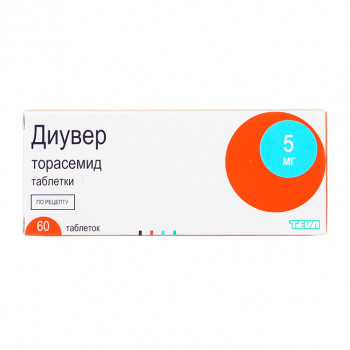 Диувер
торасемид
таблетки
ПО РЕЦЕПТУ
60 таблеток
5
мг
TEVA